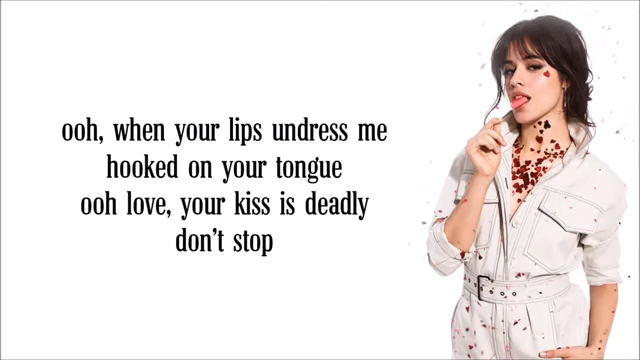 ooh, when your lips undress me
hooked on your tongue
ooh love, your kiss is deadly
don't stop